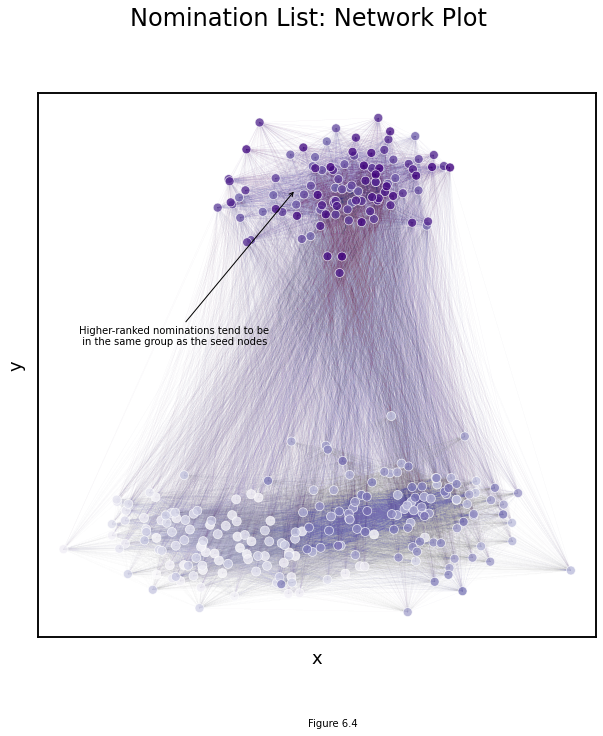 Nomination List: Network Plot
Higher-ranked nominations tend to be
in the same group as the seed nodes
y
x
Figure 6.4